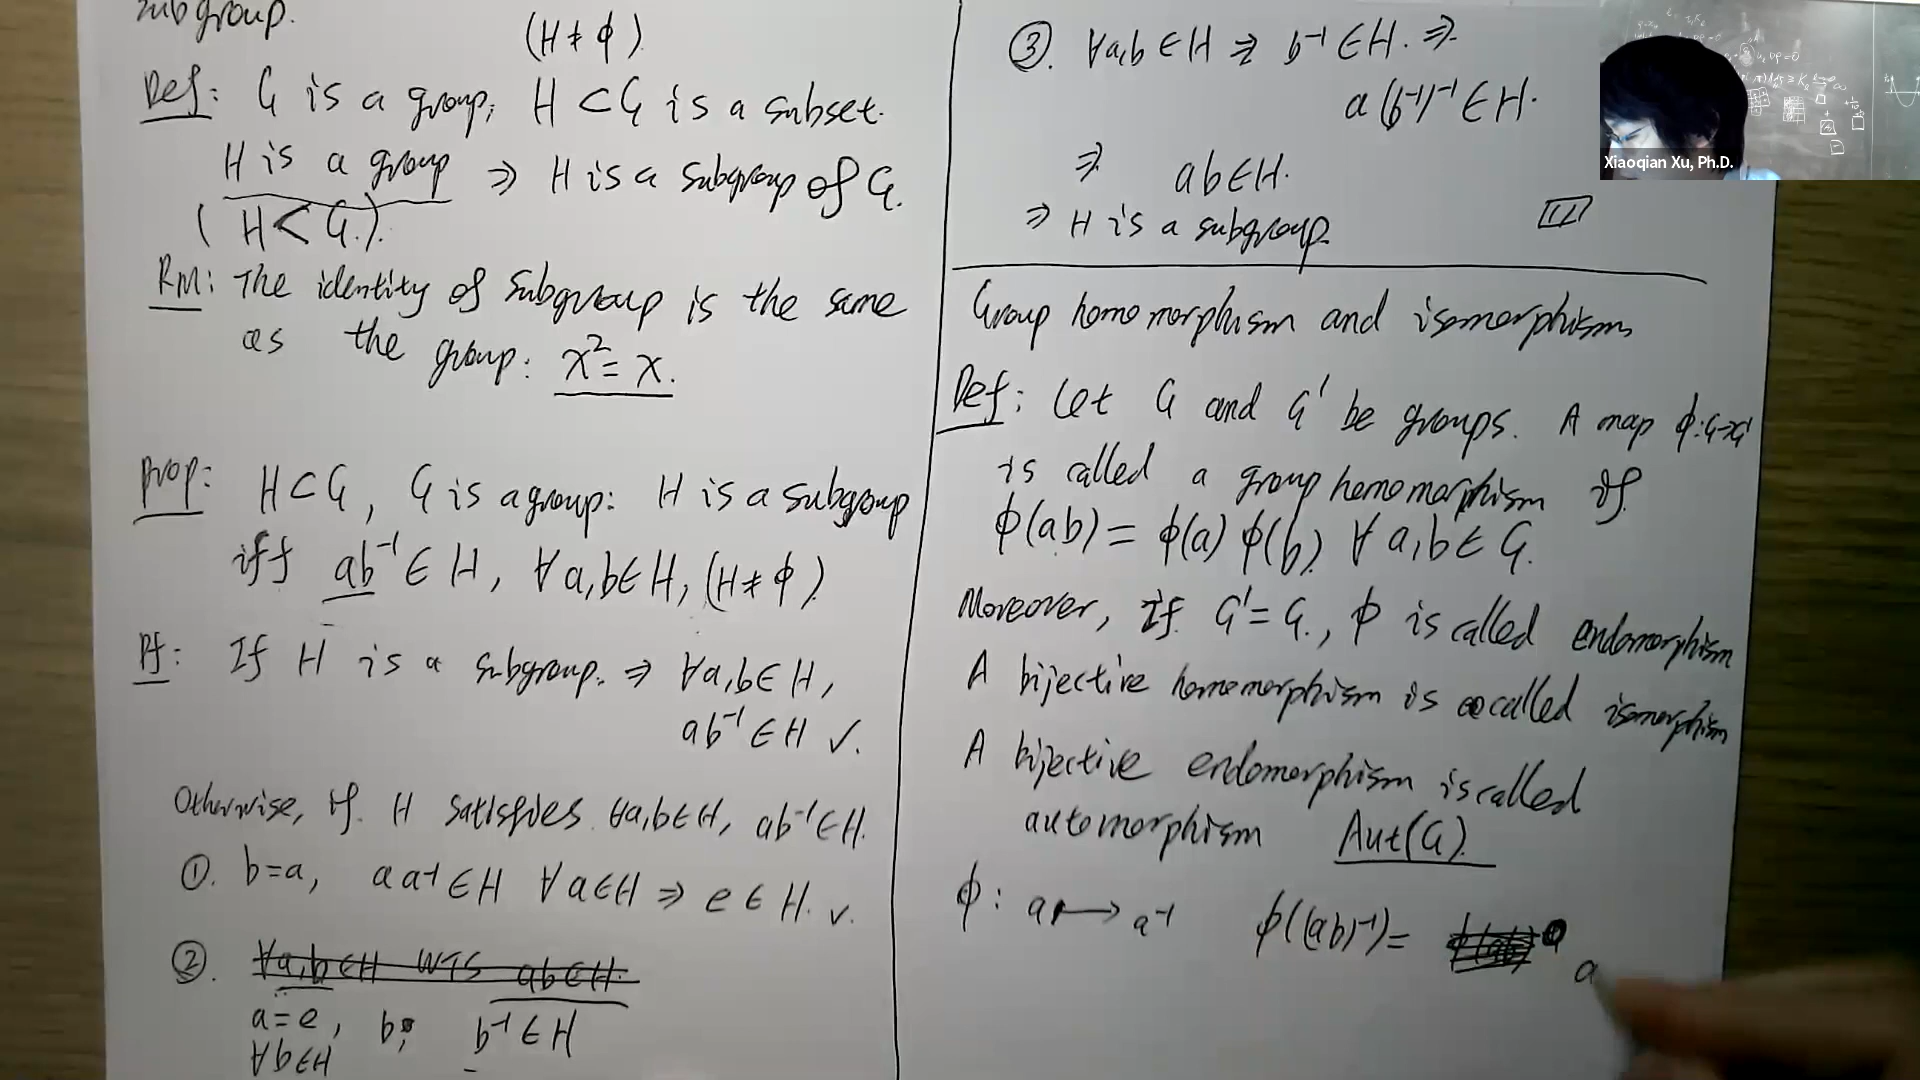 subgroup.
(H ≠ ϕ)
Def: G is a group, H ⊂ G is a subset.
H is a group ⇒ H is a subgroup of G.
( H < G.).
RM: The identity of subgroup is the same
as the group: x² = x.
prop: H ⊂ G, G is a group: H is a subgroup
iff ab⁻¹ ∈ H, ∀ a,b ∈ H, (H ≠ ϕ)
Pf: If H is a subgroup. ⇒ ∀a,b ∈ H,
ab⁻¹ ∈ H ✓.
Otherwise, if H satisfies ∀a,b∈H, ab⁻¹ ∈ H.
①. b=a, aa⁻¹ ∈ H ∀a∈H ⇒ e ∈ H. ✓.
②. ∀a,b ∈ H WTS ab ∈ H.
a=e, b; b⁻¹ ∈ H
∀b∈H
③. ∀a,b ∈ H ⇒ b⁻¹ ∈ H. ⇒
a(b⁻¹)⁻¹ ∈ H.
⇒ ab∈H.
⇒ H is a subgroup.
Group homomorphism and isomorphism
Def: Let G and G' be groups. A map ϕ: G→G'
is called a group homomorphism if
ϕ(ab) = ϕ(a) ϕ(b), ∀ a,b ∈ G.
Moreover, If G' = G., ϕ is called endomorphism
A bijective homomorphism is called isomorphism
A bijective endomorphism is called
automorphism Aut(G).
ϕ: a ⟼ a⁻¹ ϕ((ab)⁻¹) =
a
Xiaoqian Xu, Ph.D.